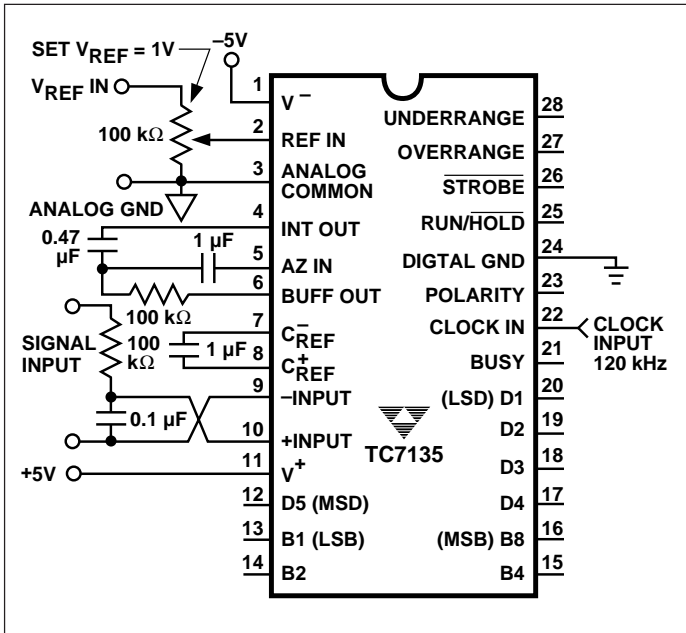 SET VREF = 1V
–5V
VREF IN
100 kΩ
ANALOG GND
0.47
µF
1 µF
100 kΩ
SIGNAL
INPUT
100
kΩ
1 µF
0.1 µF
+5V
1
V–
2
REF IN
3
ANALOG
COMMON
4
INT OUT
5
AZ IN
6
BUFF OUT
7
C–REF
8
C+REF
9
–INPUT
10
+INPUT
11
V+
12
D5 (MSD)
13
B1 (LSB)
14
B2
TC7135
UNDERRANGE
28
OVERRANGE
27
STROBE
26
RUN/HOLD
25
DIGTAL GND
24
POLARITY
23
CLOCK IN
22
CLOCK
INPUT
120 kHz
BUSY
21
(LSD) D1
20
D2
19
D3
18
D4
17
(MSB) B8
16
B4
15